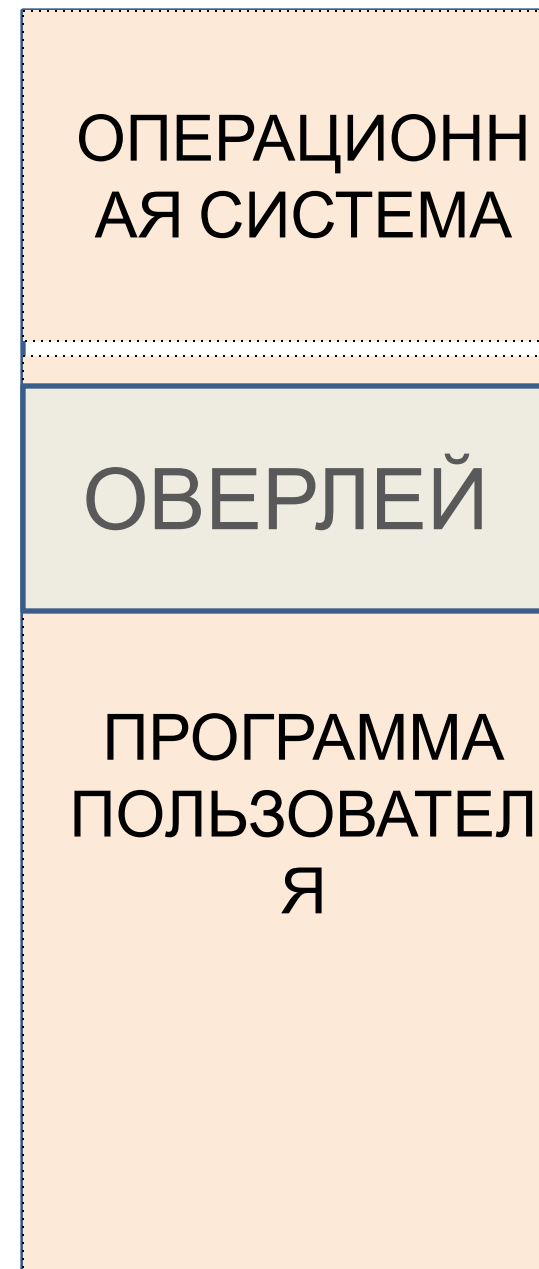 ОПЕРАЦИОНН
АЯ СИСТЕМА
ОВЕРЛЕЙ
ПРОГРАММА
ПОЛЬЗОВАТЕЛ
Я